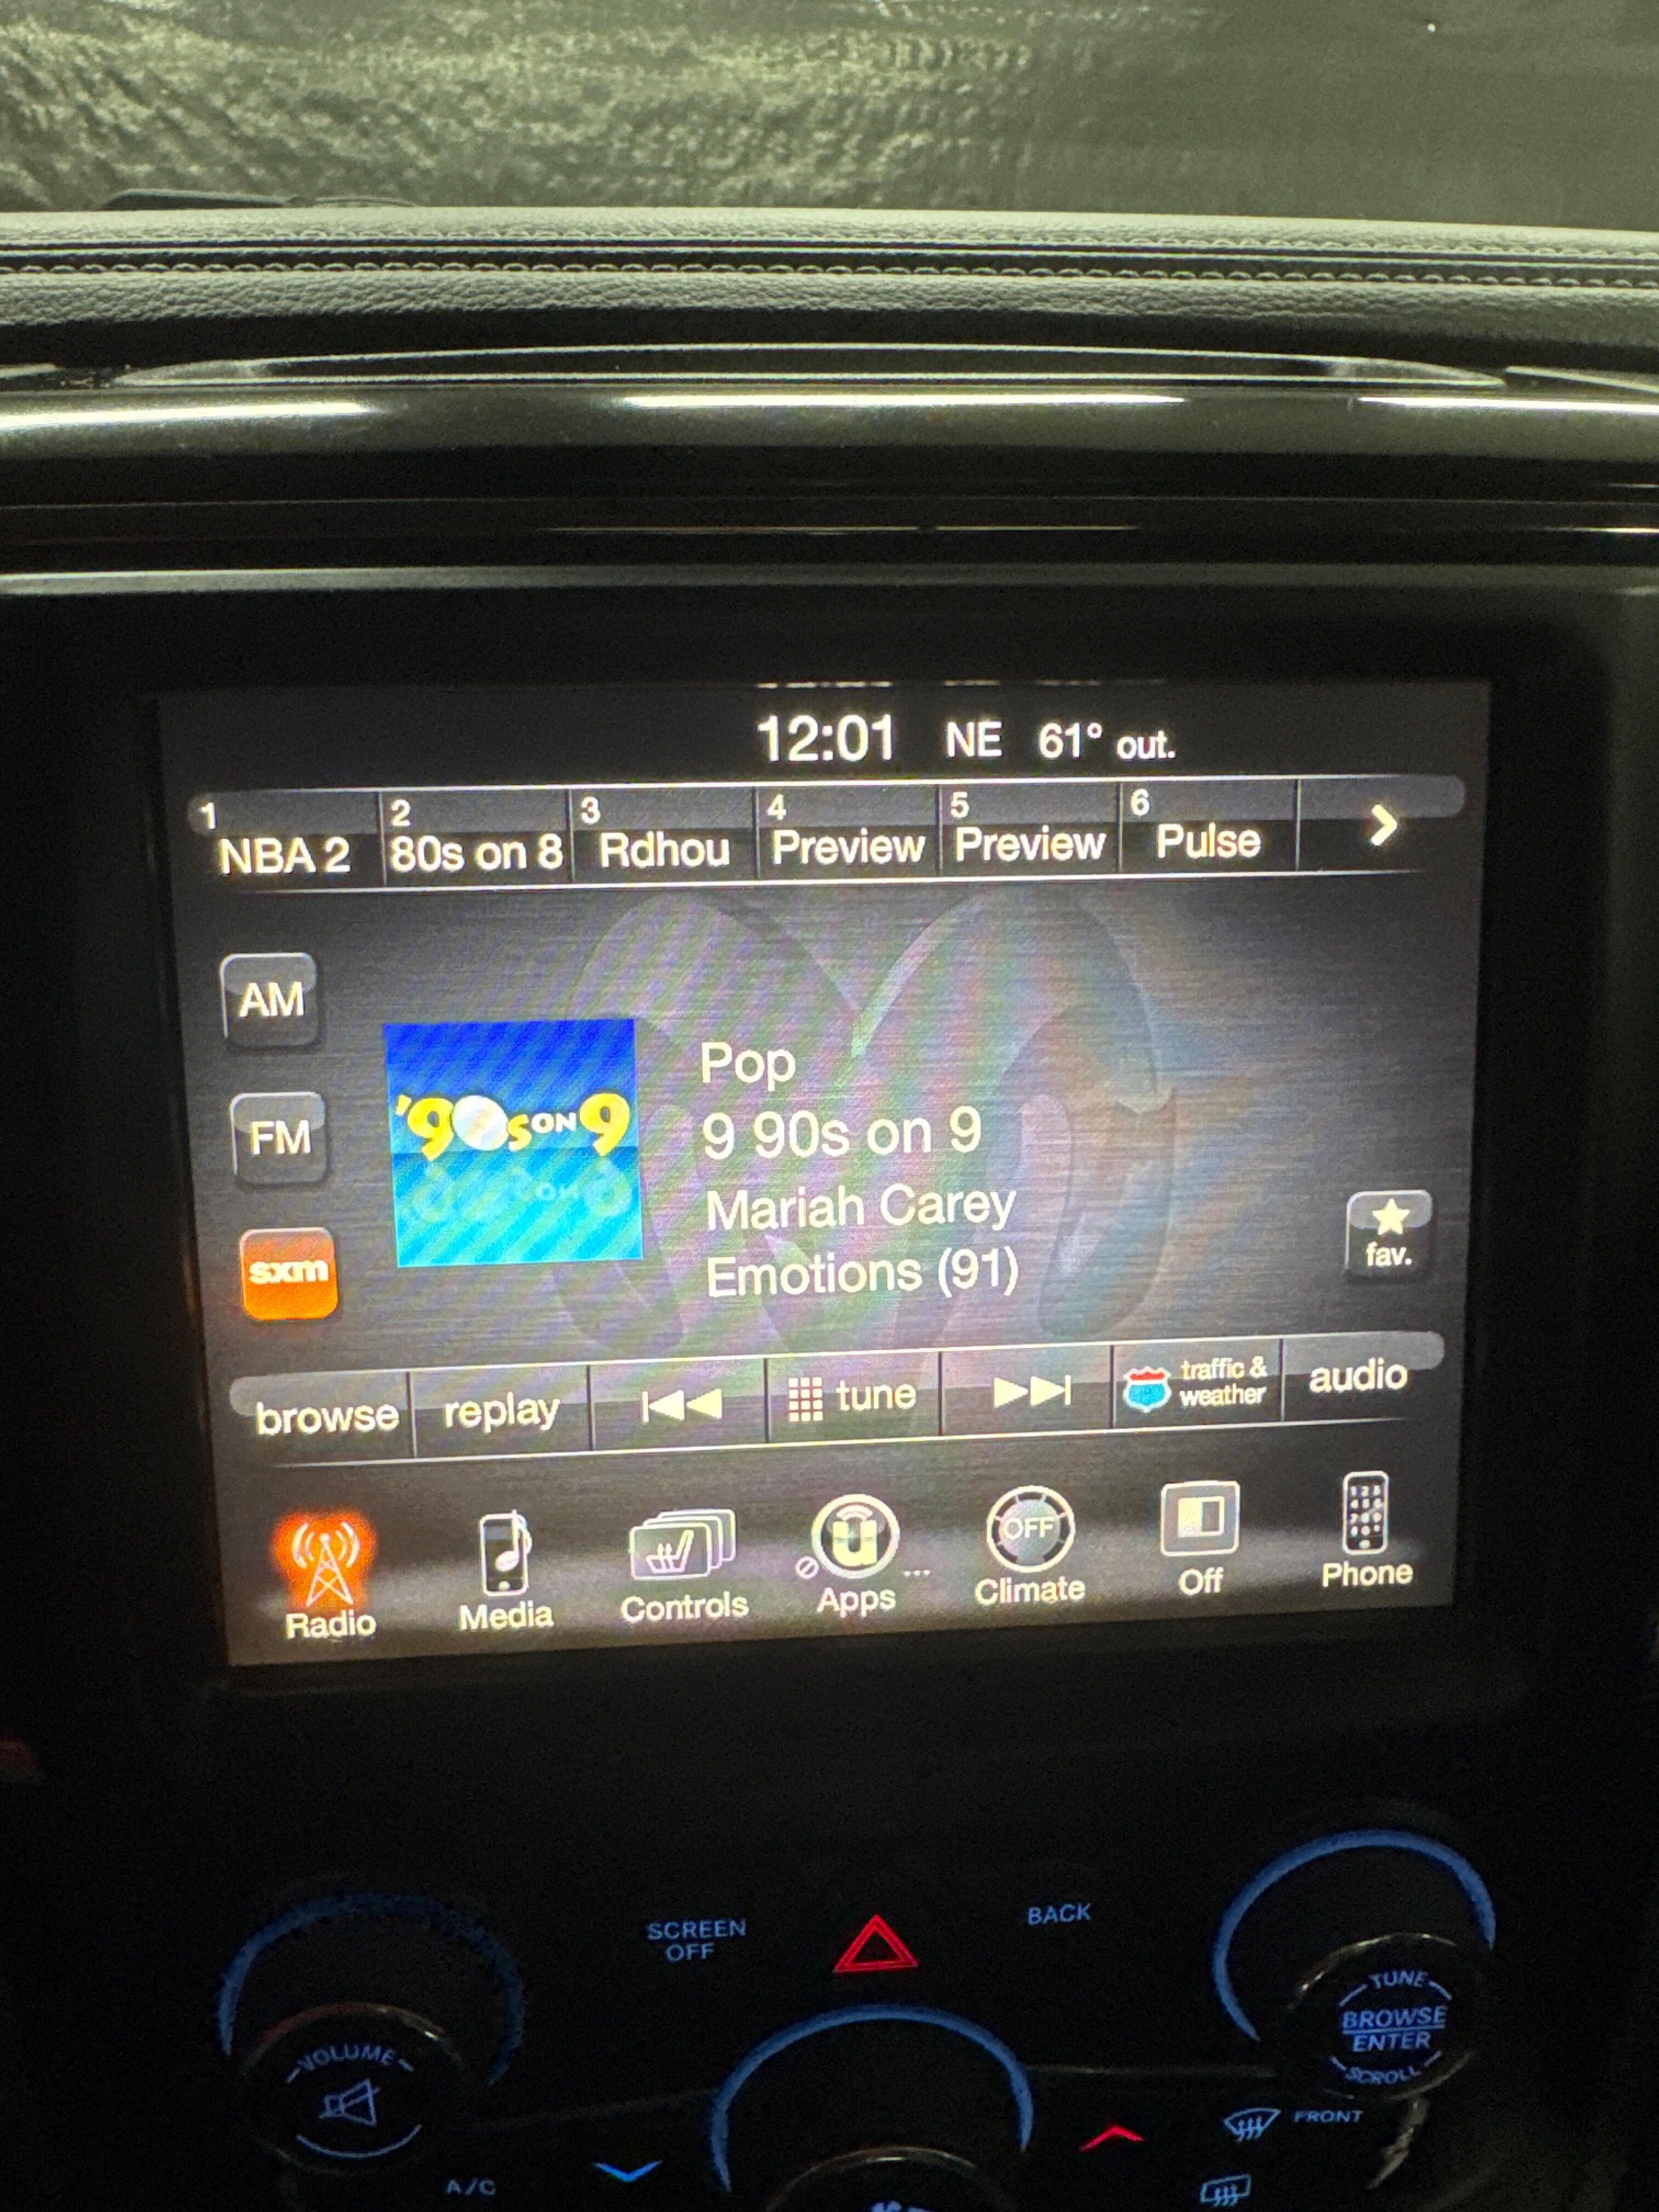 12:01 NE 61° out.
1 NBA 2
2 80s on 8
3 Rdhou
4 Preview
5 Preview
6 Pulse
AM
FM
sxm
'90s ON 9
Pop
9 90s on 9
Mariah Carey
Emotions (91)
fav.
browse
replay
tune
traffic &
weather
audio
Radio
Media
Controls
Apps ...
OFF
Climate
Off
Phone
SCREEN
OFF
BACK
VOLUME
TUNE
BROWSE
ENTER
SCROLL
FRONT
A/C